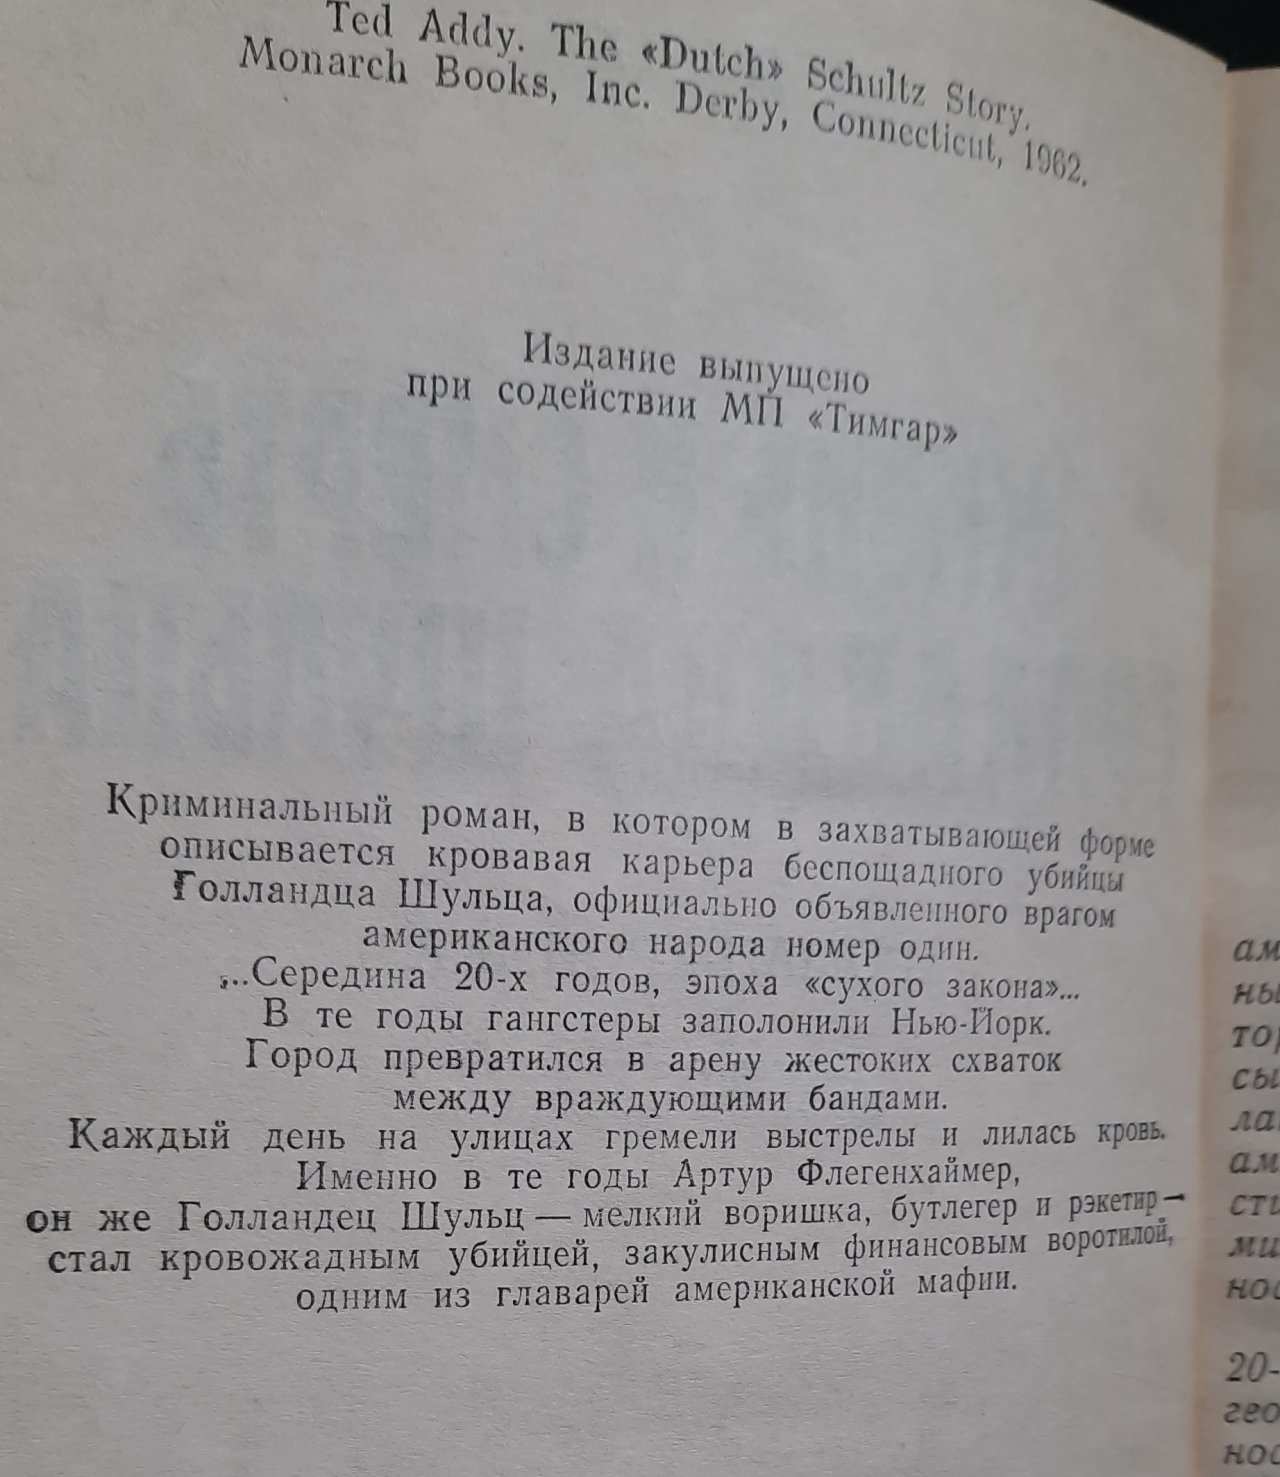 Ted Addy. The «Dutch» Schultz Story.
Monarch Books, Inc. Derby, Connecticut, 1962.
Издание выпущено
при содействии МП «Тимгар»
Криминальный роман, в котором в захватывающей форме
описывается кровавая карьера беспощадного убийцы
Голландца Шульца, официально объявленного врагом
американского народа номер один.
...Середина 20-х годов, эпоха «сухого закона»...
В те годы гангстеры заполонили Нью-Йорк.
Город превратился в арену жестоких схваток
между враждующими бандами.
Каждый день на улицах гремели выстрелы и лилась кровь.
Именно в те годы Артур Флегенхаймер,
он же Голландец Шульц — мелкий воришка, бутлегер и рэкетир —
стал кровожадным убийцей, закулисным финансовым воротилой,
одним из главарей американской мафии.